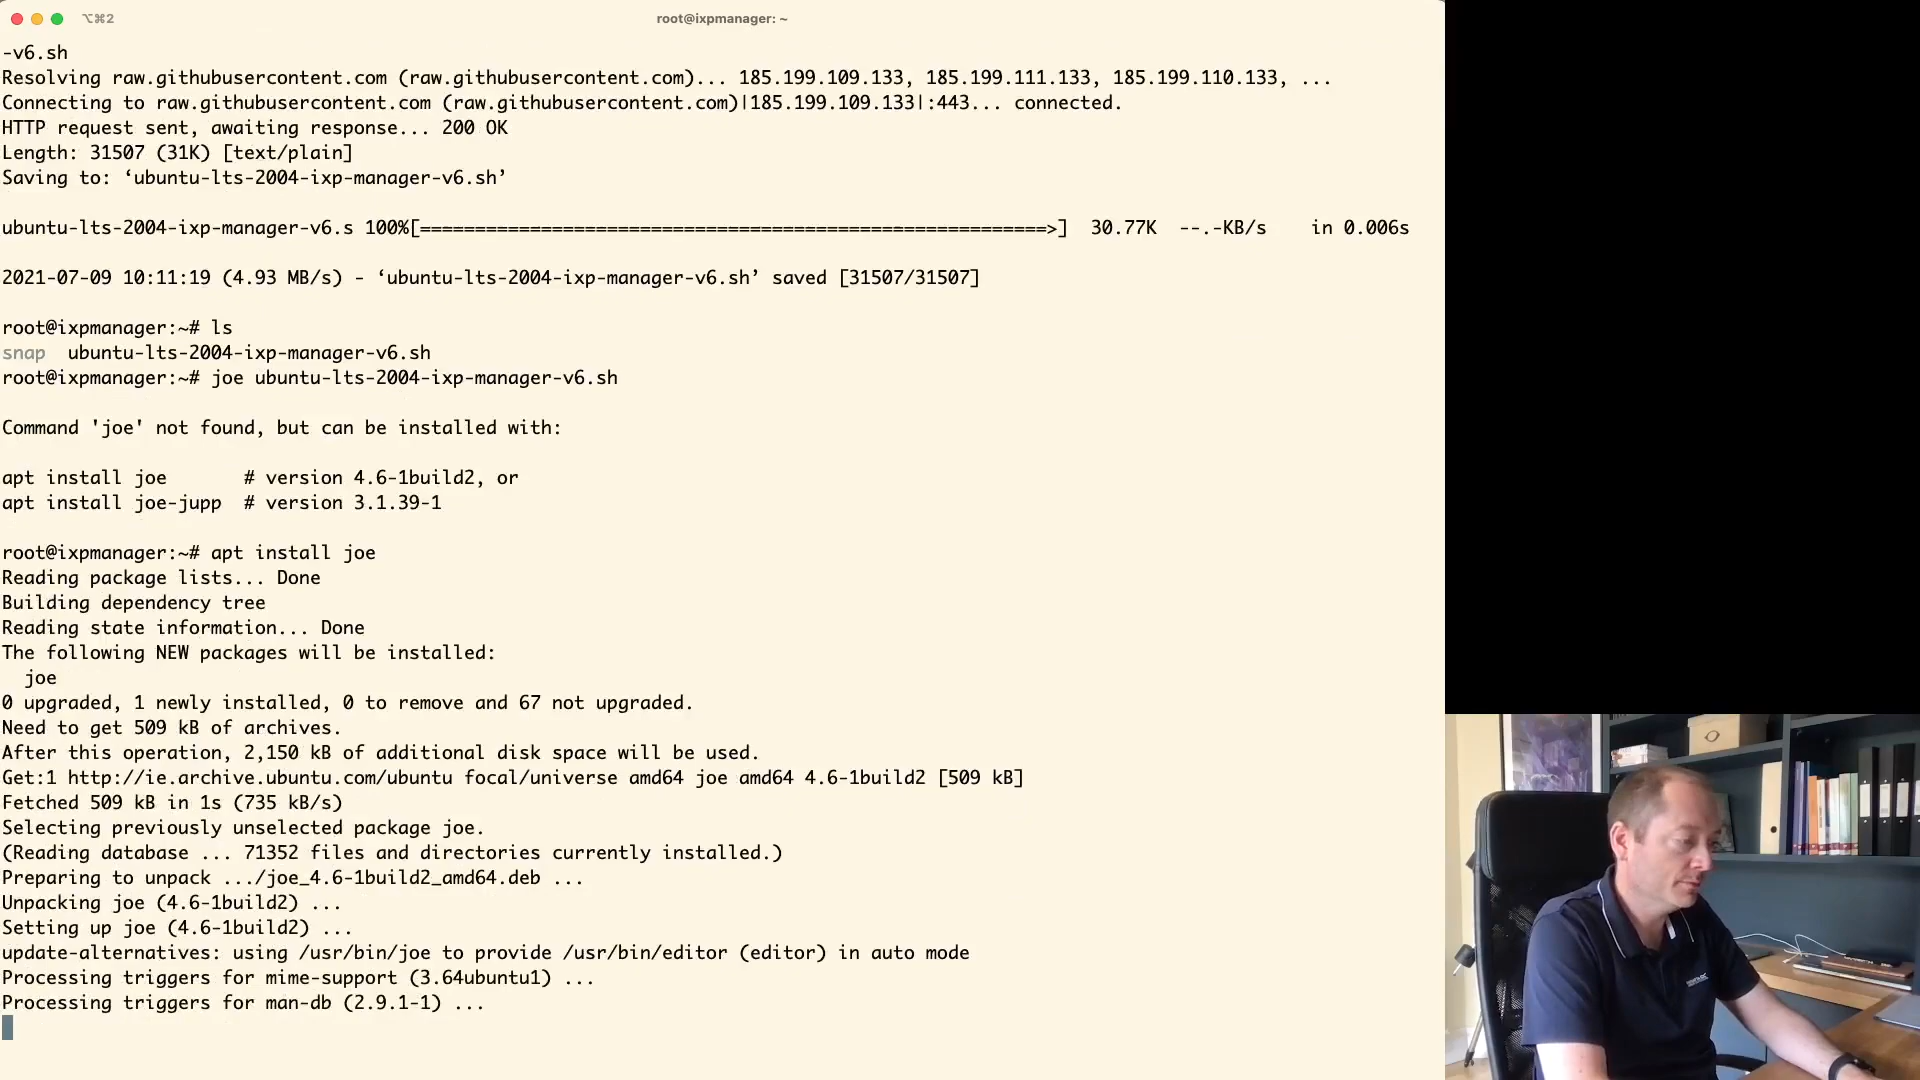 ⌥⌘2
root@ixpmanager: ~
-v6.sh
Resolving raw.githubusercontent.com (raw.githubusercontent.com)... 185.199.109.133, 185.199.111.133, 185.199.110.133, ...
Connecting to raw.githubusercontent.com (raw.githubusercontent.com)|185.199.109.133|:443... connected.
HTTP request sent, awaiting response... 200 OK
Length: 31507 (31K) [text/plain]
Saving to: ‘ubuntu-lts-2004-ixp-manager-v6.sh’
ubuntu-lts-2004-ixp-manager-v6.s 100%[=========================================================>]  30.77K  --.-KB/s    in 0.006s
2021-07-09 10:11:19 (4.93 MB/s) - ‘ubuntu-lts-2004-ixp-manager-v6.sh’ saved [31507/31507]
root@ixpmanager:~# ls
snap  ubuntu-lts-2004-ixp-manager-v6.sh
root@ixpmanager:~# joe ubuntu-lts-2004-ixp-manager-v6.sh
Command 'joe' not found, but can be installed with:
apt install joe       # version 4.6-1build2, or
apt install joe-jupp  # version 3.1.39-1
root@ixpmanager:~# apt install joe
Reading package lists... Done
Building dependency tree
Reading state information... Done
The following NEW packages will be installed:
  joe
0 upgraded, 1 newly installed, 0 to remove and 67 not upgraded.
Need to get 509 kB of archives.
After this operation, 2,150 kB of additional disk space will be used.
Get:1 http://ie.archive.ubuntu.com/ubuntu focal/universe amd64 joe amd64 4.6-1build2 [509 kB]
Fetched 509 kB in 1s (735 kB/s)
Selecting previously unselected package joe.
(Reading database ... 71352 files and directories currently installed.)
Preparing to unpack .../joe_4.6-1build2_amd64.deb ...
Unpacking joe (4.6-1build2) ...
Setting up joe (4.6-1build2) ...
update-alternatives: using /usr/bin/joe to provide /usr/bin/editor (editor) in auto mode
Processing triggers for mime-support (3.64ubuntu1) ...
Processing triggers for man-db (2.9.1-1) ...